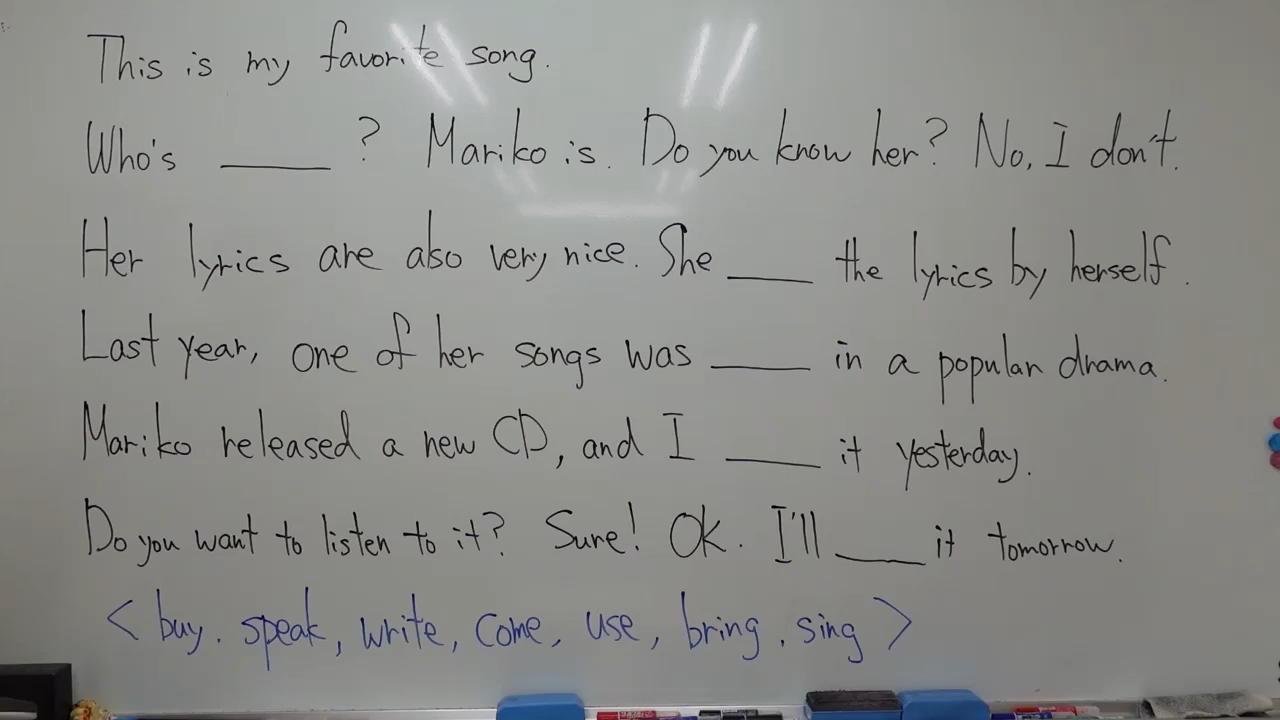 This is my favorite song.
Who's ____ ? Mariko is. Do you know her? No, I don't.
Her lyrics are also very nice. She ____ the lyrics by herself.
Last year, one of her songs was ____ in a popular drama.
Mariko released a new CD, and I ____ it yesterday.
Do you want to listen to it? Sure! Ok. I'll ____ it tomorrow.
< buy. speak, write, come, use, bring, sing >